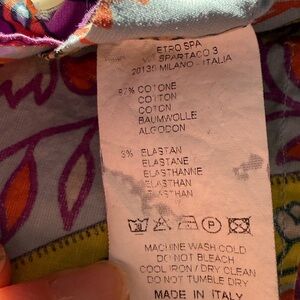 ETRO SPA
SPARTACO 3
20135 MILANO - ITALIA
97% COTONE
COTTON
COTON
BAUMWOLLE
ALGODON
3% ELASTAN
ELASTANE
ELASTHANNE
ELASTHAN
MACHINE WASH COLD
DO NOT BLEACH
COOL IRON / DRY CLEAN
DO NOT TUMBLE DRY
MADE IN ITALY